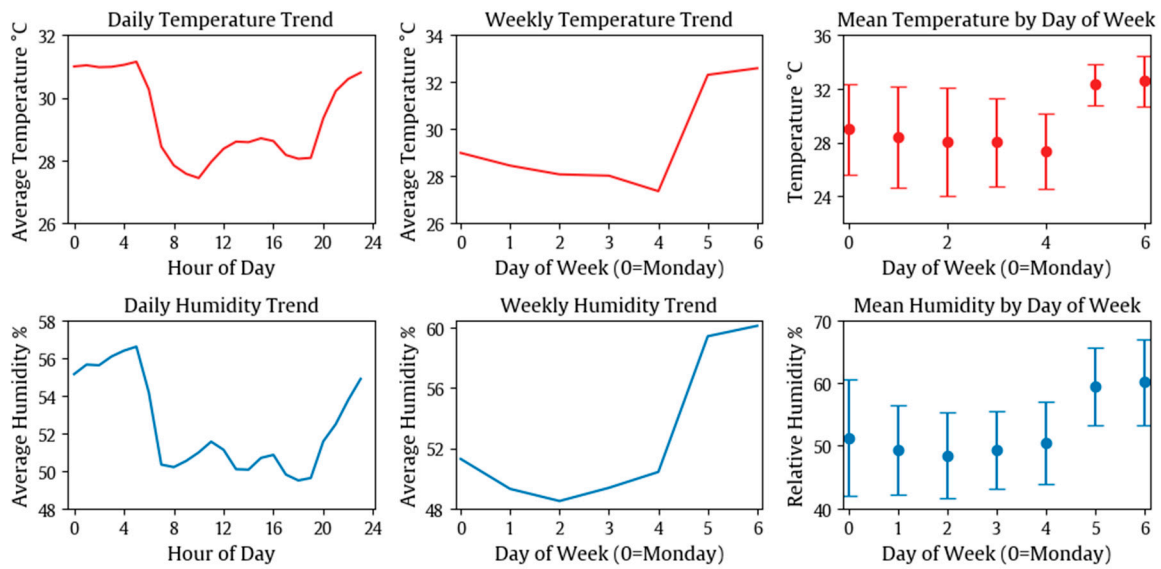 Daily Temperature Trend
Average Temperature °C
32
30
28
26
0 4 8 12 16 20 24
Hour of Day
Weekly Temperature Trend
Average Temperature °C
34
32
30
28
26
0 1 2 3 4 5 6
Day of Week (0=Monday)
Mean Temperature by Day of Week
Temperature °C
36
32
28
24
0 2 4 6
Day of Week (0=Monday)
Daily Humidity Trend
Average Humidity %
58
56
54
52
50
48
0 4 8 12 16 20 24
Hour of Day
Weekly Humidity Trend
Average Humidity %
60
56
52
48
0 1 2 3 4 5 6
Day of Week (0=Monday)
Mean Humidity by Day of Week
Relative Humidity %
70
60
50
40
0 1 2 3 4 5 6
Day of Week (0=Monday)